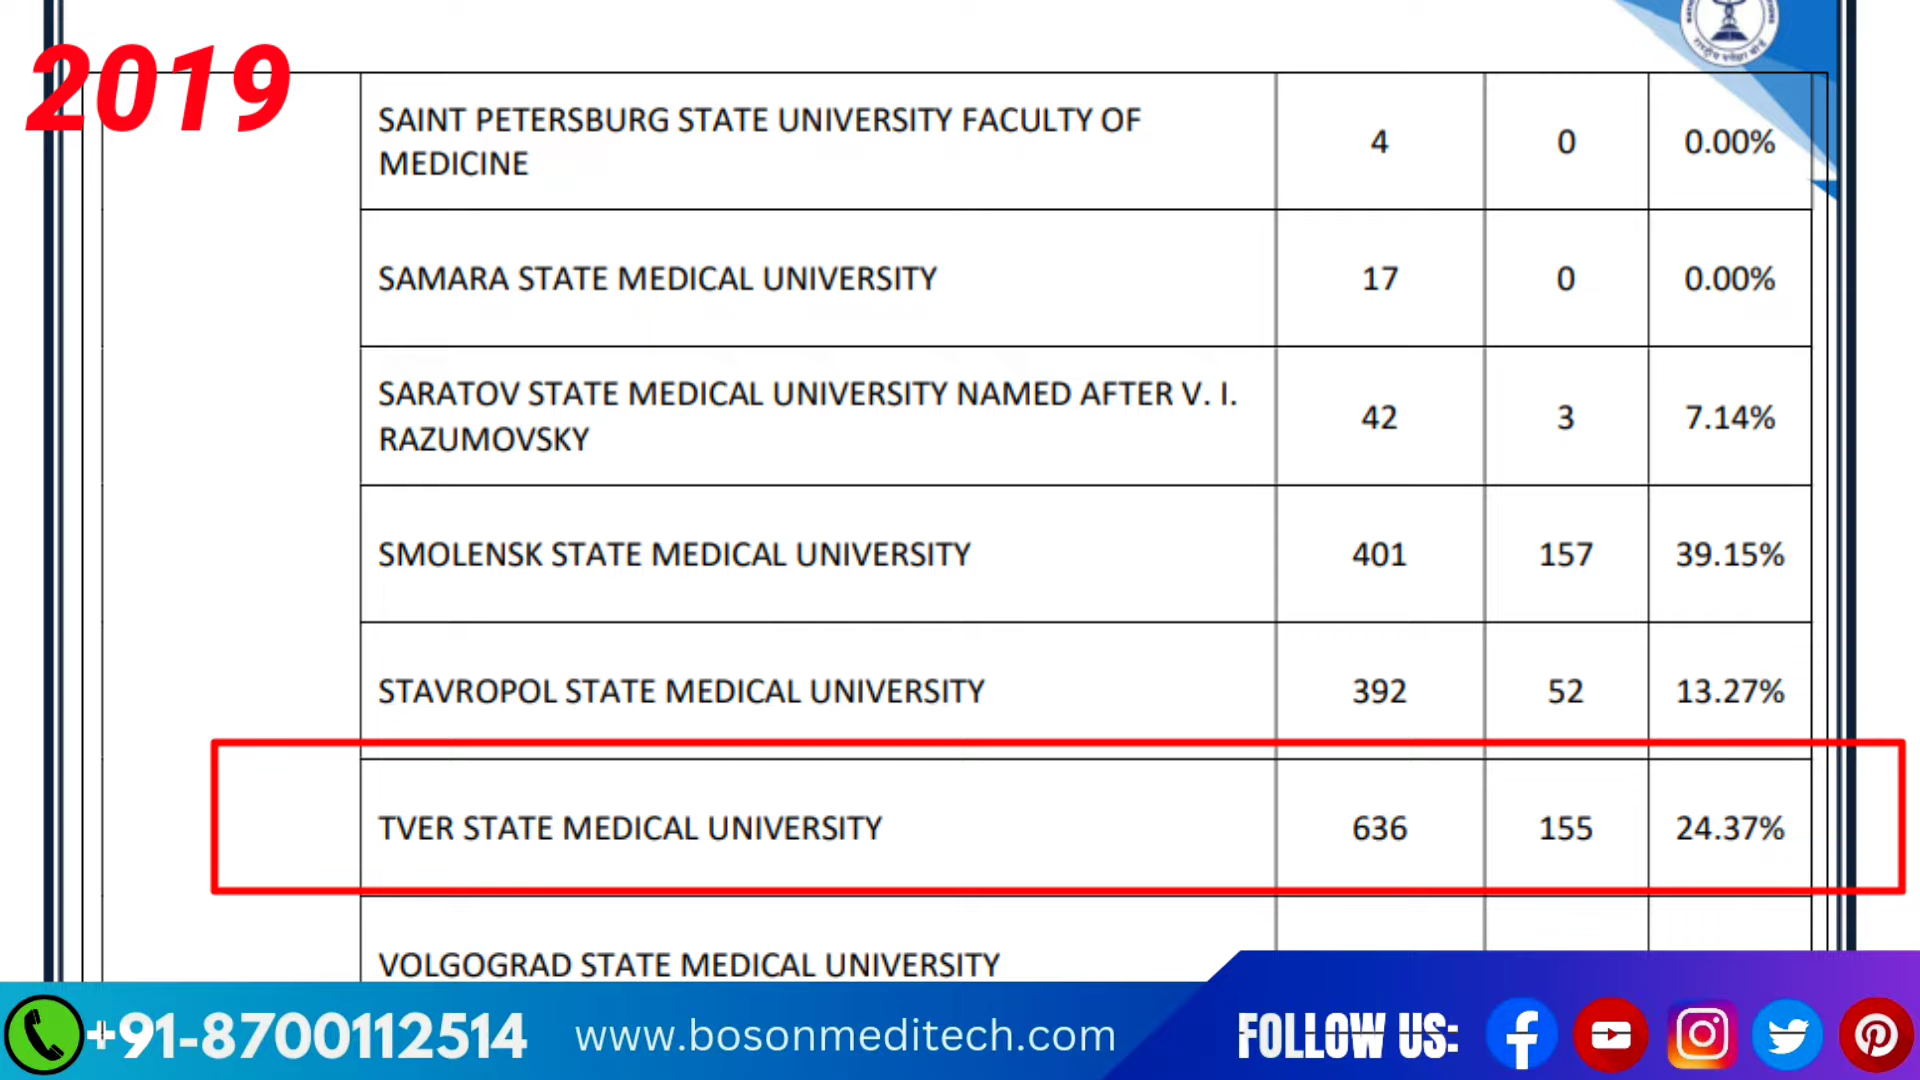 2019
SAINT PETERSBURG STATE UNIVERSITY FACULTY OF
MEDICINE
4
0
0.00%
SAMARA STATE MEDICAL UNIVERSITY
17
0
0.00%
SARATOV STATE MEDICAL UNIVERSITY NAMED AFTER V. I.
RAZUMOVSKY
42
3
7.14%
SMOLENSK STATE MEDICAL UNIVERSITY
401
157
39.15%
STAVROPOL STATE MEDICAL UNIVERSITY
392
52
13.27%
TVER STATE MEDICAL UNIVERSITY
636
155
24.37%
VOLGOGRAD STATE MEDICAL UNIVERSITY
+91-8700112514
www.bosonmeditech.com
FOLLOW US: